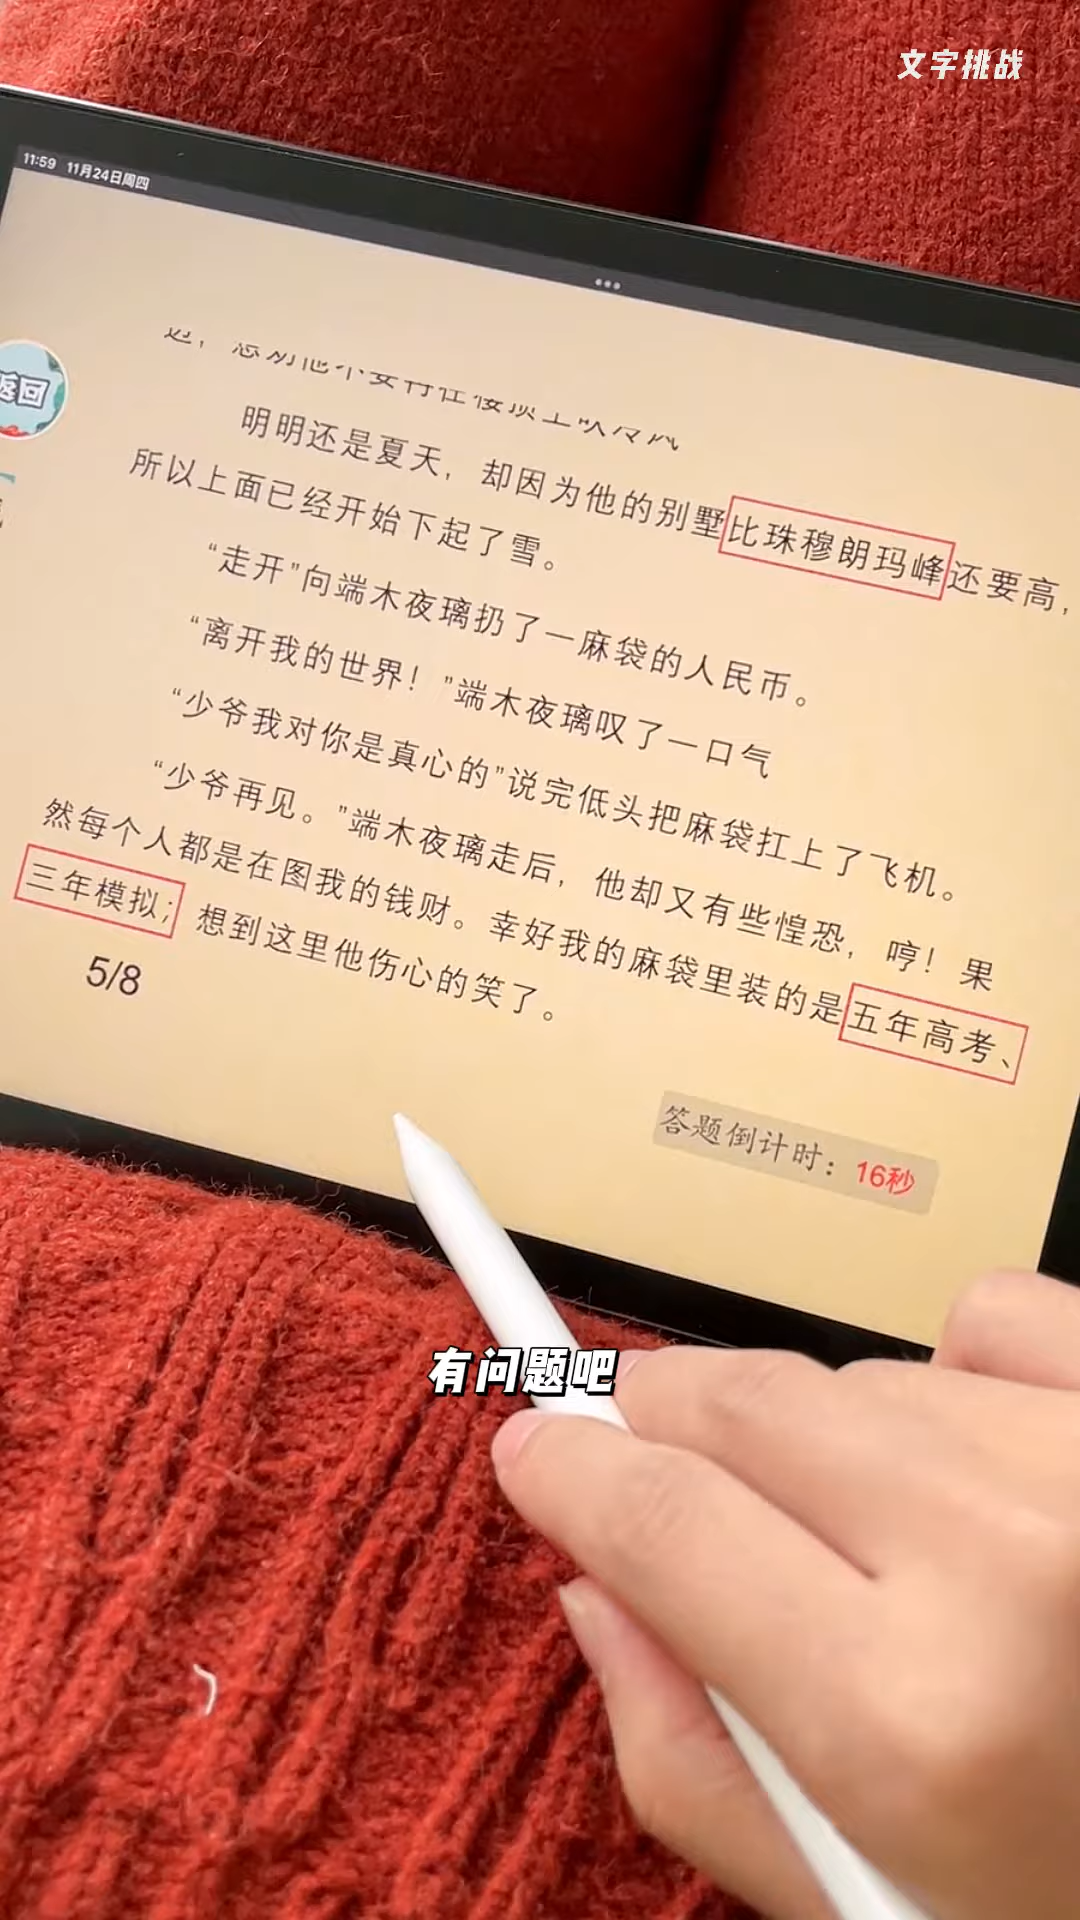 文字挑战
11:59 11月24日周四
返回
明明还是夏天，却因为他的别墅比珠穆朗玛峰还要高，
所以上面已经开始下起了雪。
“走开”向端木夜璃扔了一麻袋的人民币。
“离开我的世界！”端木夜璃叹了一口气
“少爷我对你是真心的”说完低头把麻袋扛上了飞机。
“少爷再见。”端木夜璃走后，他却又有些惶恐，哼！果
然每个人都是在图我的钱财。幸好我的麻袋里装的是五年高考、
三年模拟；想到这里他伤心的笑了。
5/8
答题倒计时：16秒
有问题吧